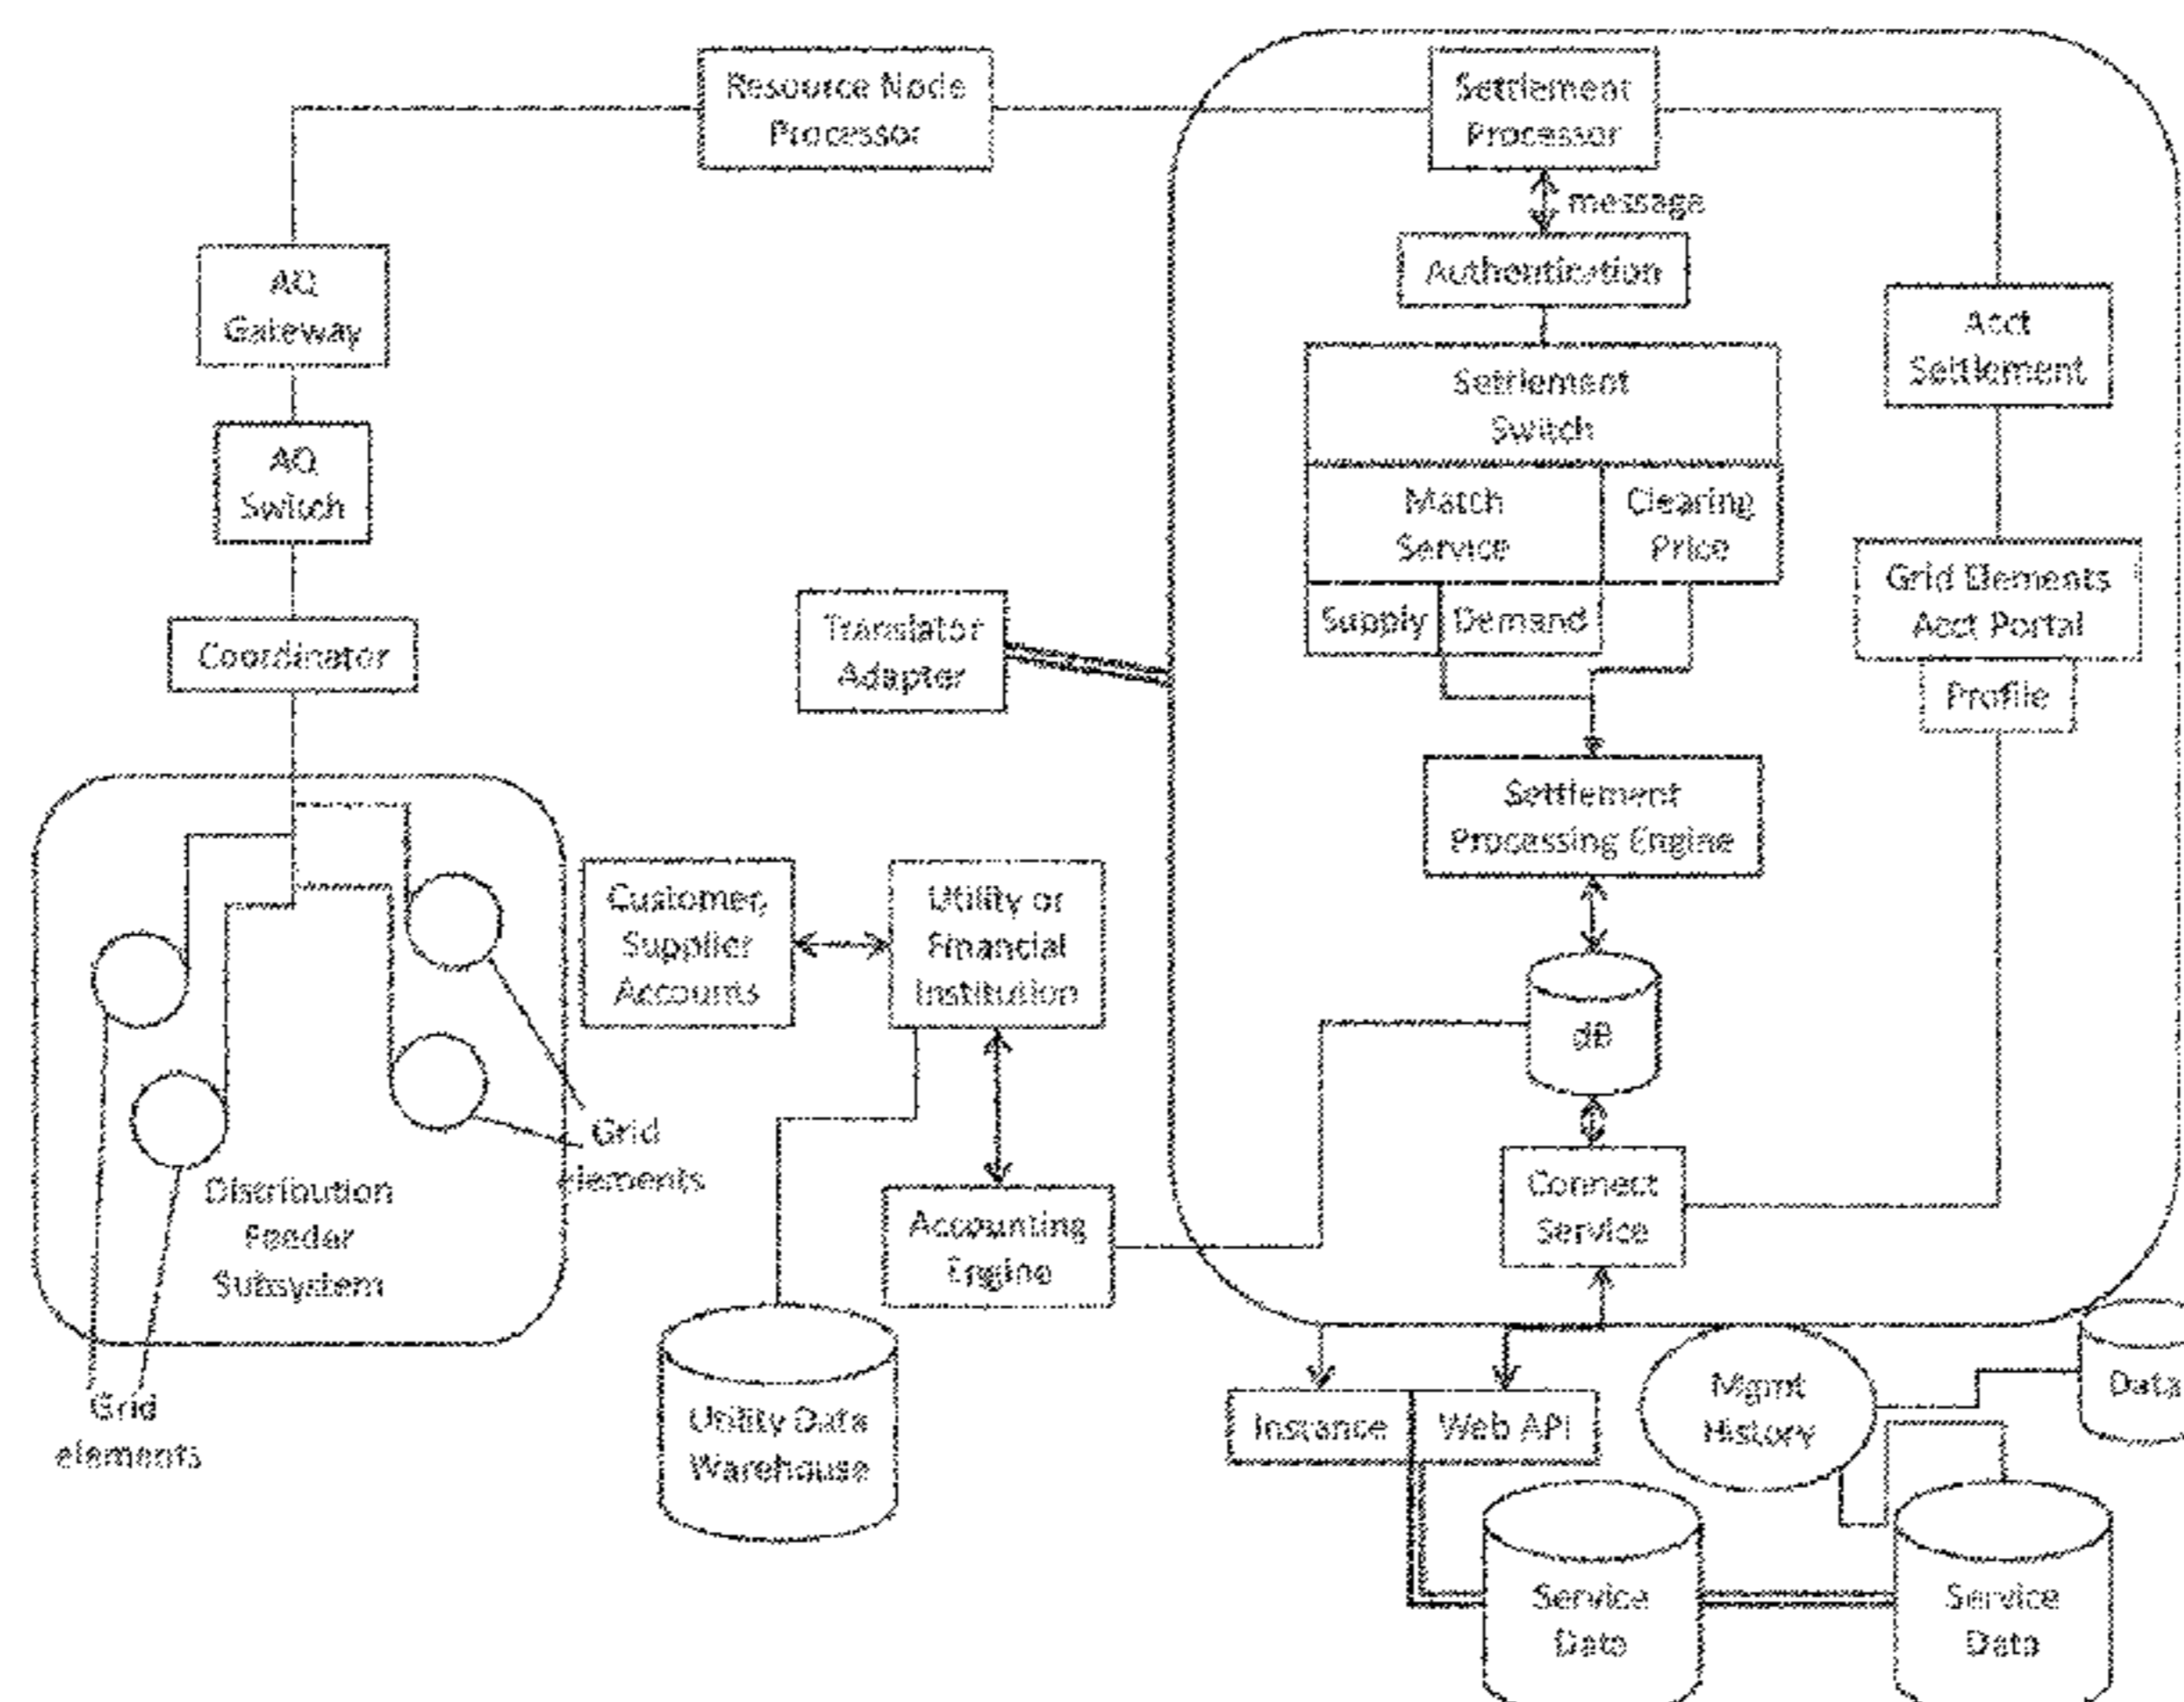 Resource Node
Processor
Settlement
Processor
message
Authentication
AQ
Gateway
Acct
Settlement
Settlement
Switch
AQ
Switch
Match
Service
Clearing
Price
Supply
Demand
Grid Elements
Acct Portal
Profile
Coordinator
Translator
Adapter
Settlement
Processing Engine
Customer,
Supplier
Accounts
Utility or
Financial
Institution
dB
Grid
elements
Distribution
Feeder
Subsystem
Accounting
Engine
Connect
Service
Grid
elements
Utility Data
Warehouse
Instance
Web API
Mgmt
History
Data
Service
Data
Service
Data